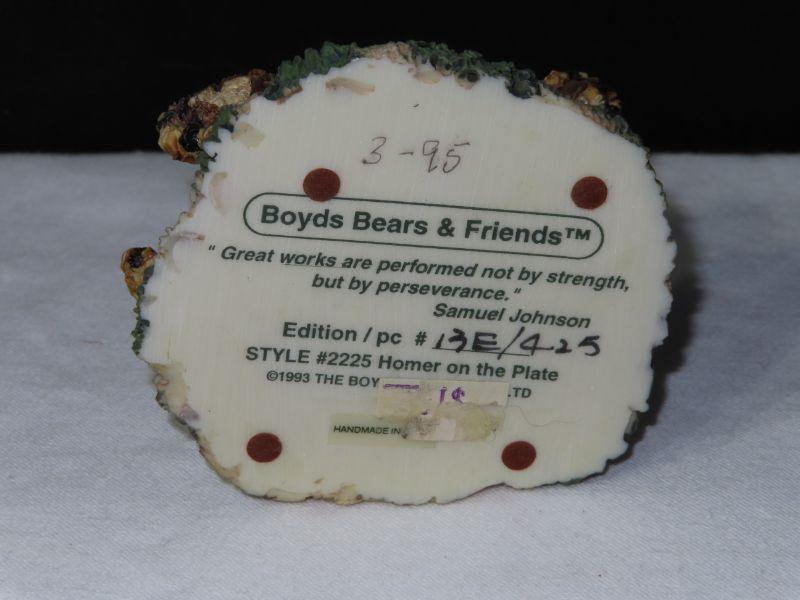 3-95
Boyds Bears & Friends™
" Great works are performed not by strength,
but by perseverance."
Samuel Johnson
Edition / pc # 13E/425
STYLE #2225 Homer on the Plate
©1993 THE BOY LTD
HANDMADE IN